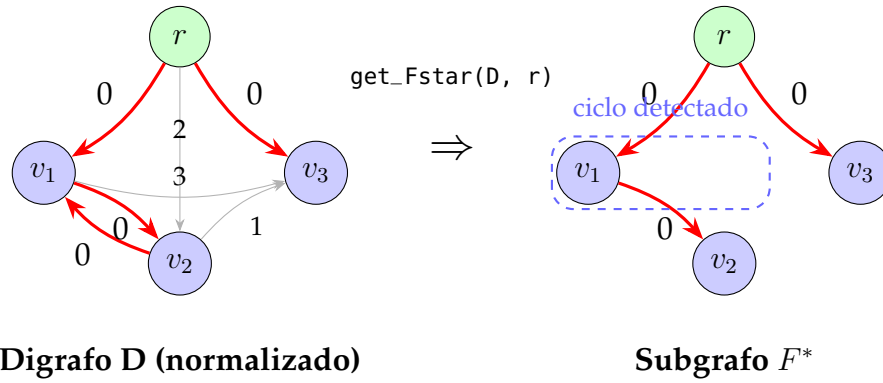 r
0
0
2
3
v₁
v₃
0
0
1
v₂
Digrafo D (normalizado)
get_Fstar(D, r)
⇒
r
0
0
ciclo detectado
v₁
v₃
0
v₂
Subgrafo F*